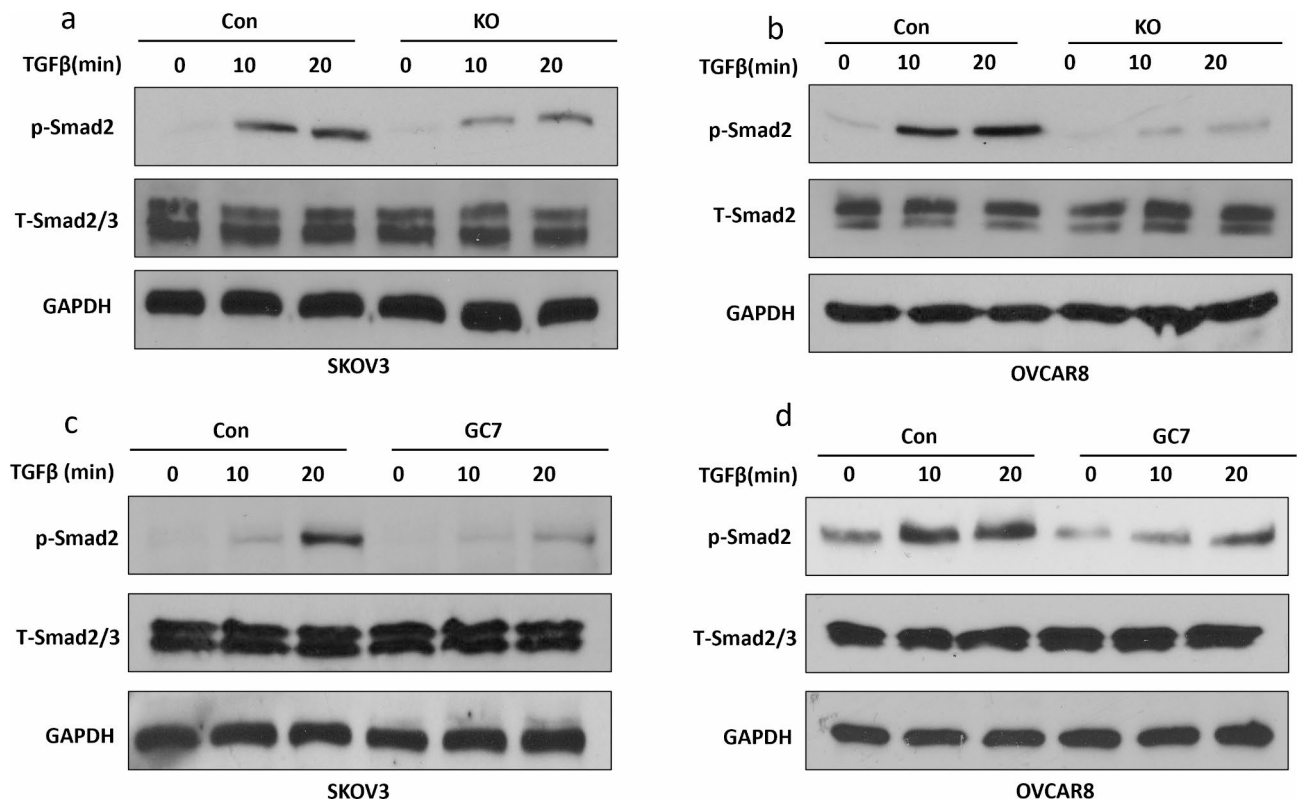 a
Con KO
TGFβ(min) 0 10 20 0 10 20
p-Smad2
T-Smad2/3
GAPDH
SKOV3
b
Con KO
TGFβ(min) 0 10 20 0 10 20
p-Smad2
T-Smad2
GAPDH
OVCAR8
c
Con GC7
TGFβ (min) 0 10 20 0 10 20
p-Smad2
T-Smad2/3
GAPDH
SKOV3
d
Con GC7
TGFβ(min) 0 10 20 0 10 20
p-Smad2
T-Smad2/3
GAPDH
OVCAR8